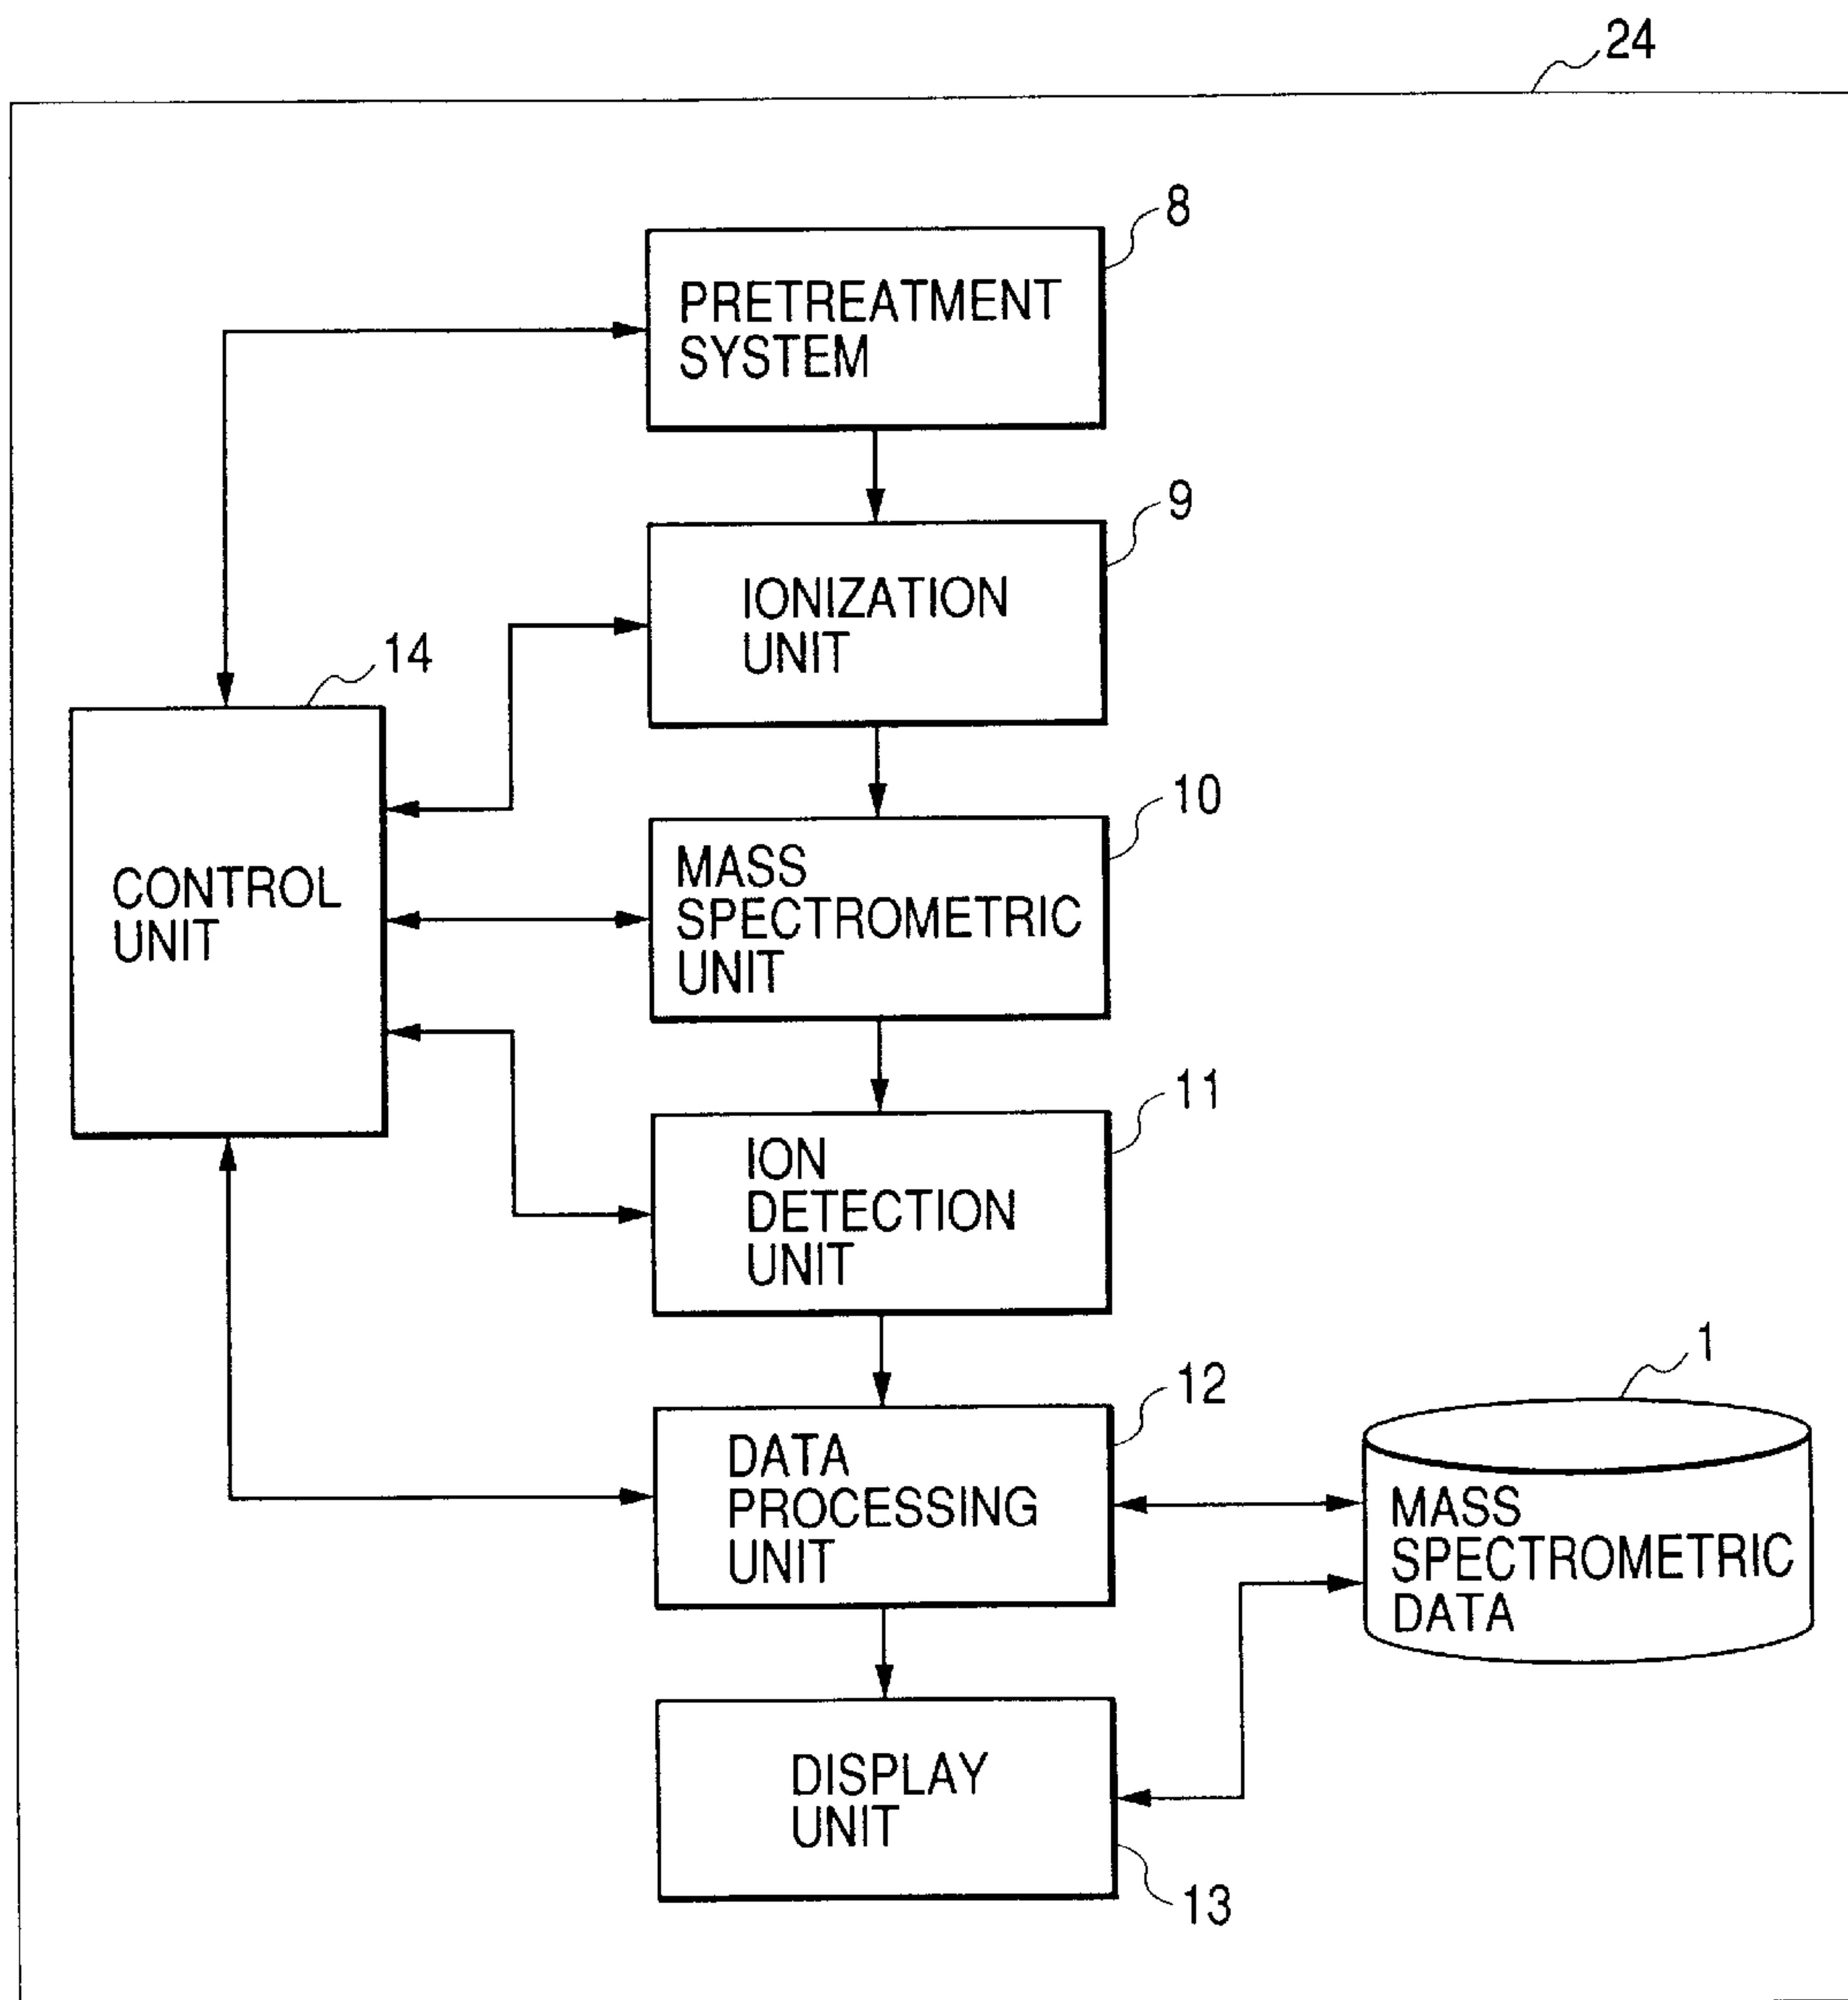 24
8
PRETREATMENT
SYSTEM
9
IONIZATION
UNIT
14
CONTROL
UNIT
10
MASS
SPECTROMETRIC
UNIT
11
ION
DETECTION
UNIT
12
DATA
PROCESSING
UNIT
1
MASS
SPECTROMETRIC
DATA
DISPLAY
UNIT
13